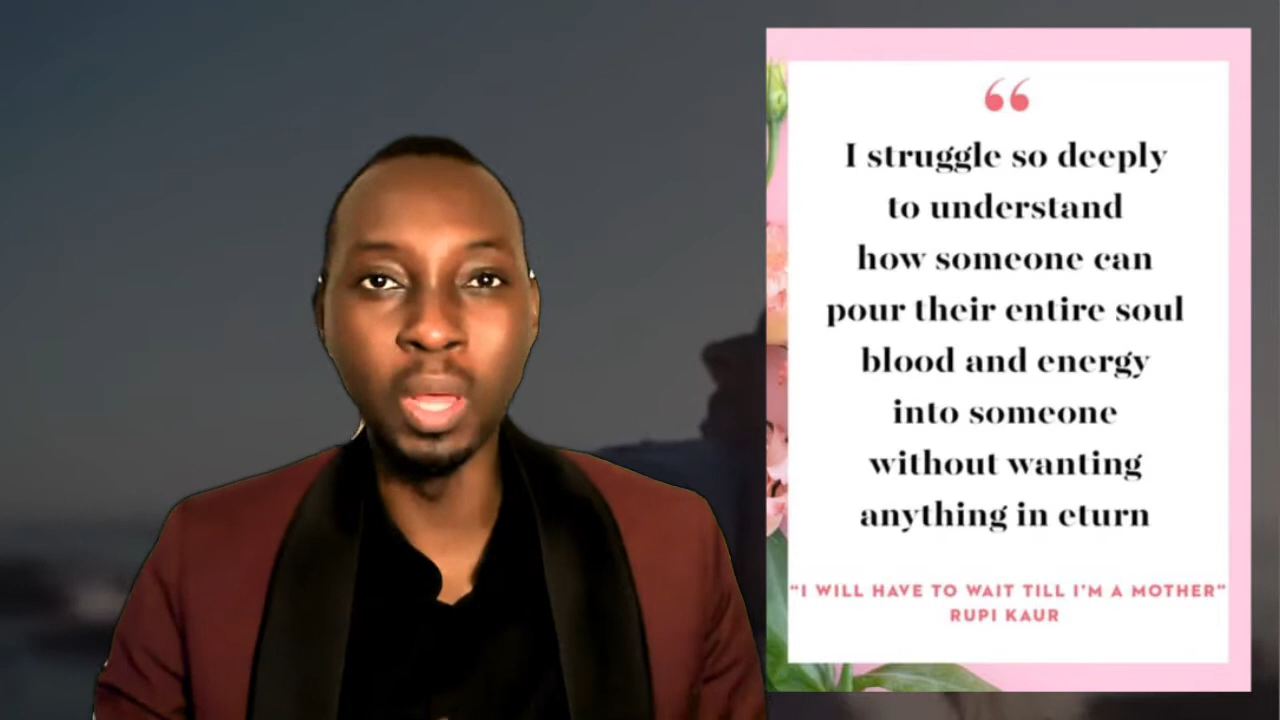 “
I struggle so deeply
to understand
how someone can
pour their entire soul
blood and energy
into someone
without wanting
anything in eturn
“I WILL HAVE TO WAIT TILL I’M A MOTHER”
RUPI KAUR